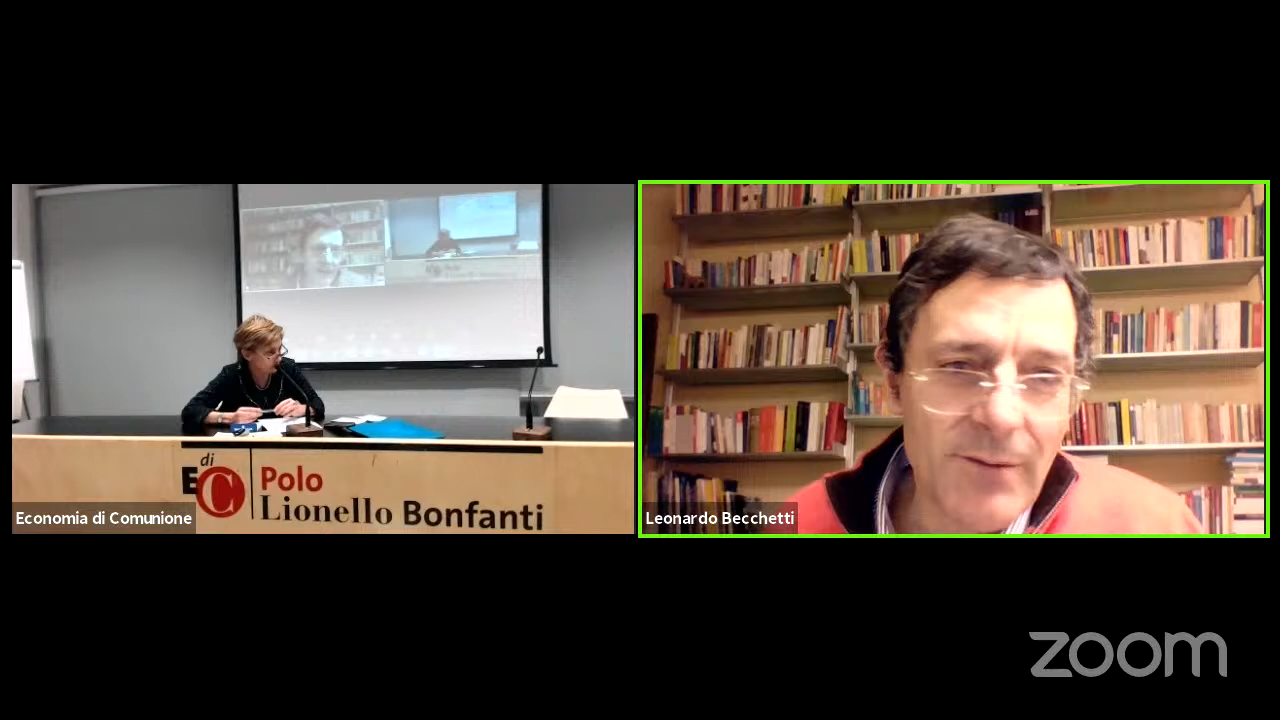 di
EC
Polo
Lionello Bonfanti
Economia di Comunione
Leonardo Becchetti
zoom